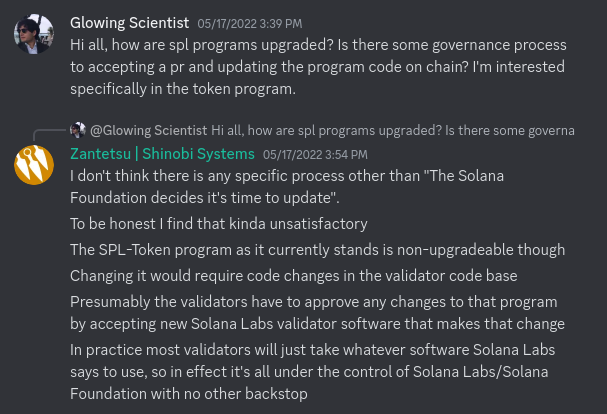 Glowing Scientist 05/17/2022 3:39 PM
Hi all, how are spl programs upgraded? Is there some governance process
to accepting a pr and updating the program code on chain? I'm interested
specifically in the token program.
@Glowing Scientist Hi all, how are spl programs upgraded? Is there some governa
Zantetsu | Shinobi Systems 05/17/2022 3:54 PM
I don't think there is any specific process other than "The Solana
Foundation decides it's time to update".
To be honest I find that kinda unsatisfactory
The SPL-Token program as it currently stands is non-upgradeable though
Changing it would require code changes in the validator code base
Presumably the validators have to approve any changes to that program
by accepting new Solana Labs validator software that makes that change
In practice most validators will just take whatever software Solana Labs
says to use, so in effect it's all under the control of Solana Labs/Solana
Foundation with no other backstop